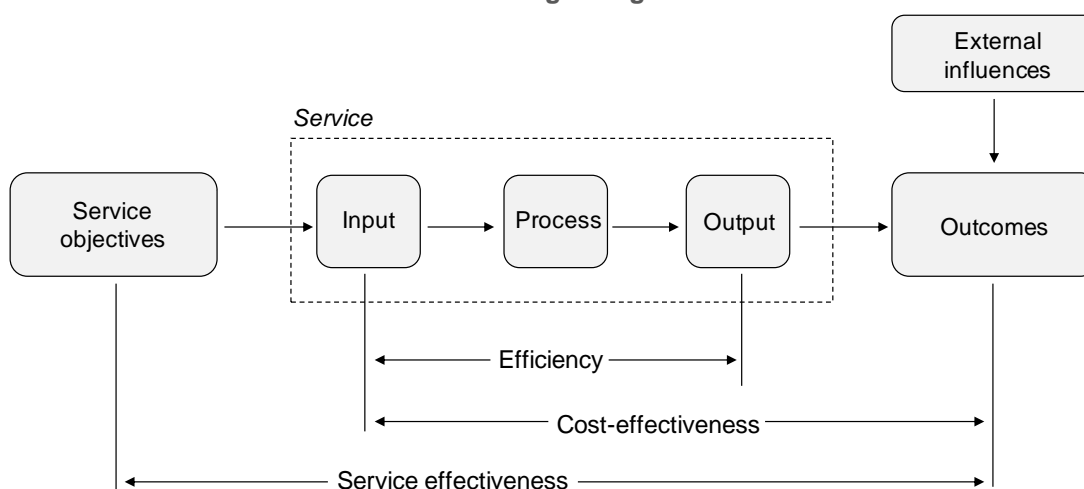 External
influences
Service
Service
objectives
Input
Process
Output
Outcomes
Efficiency
Cost-effectiveness
Service effectiveness